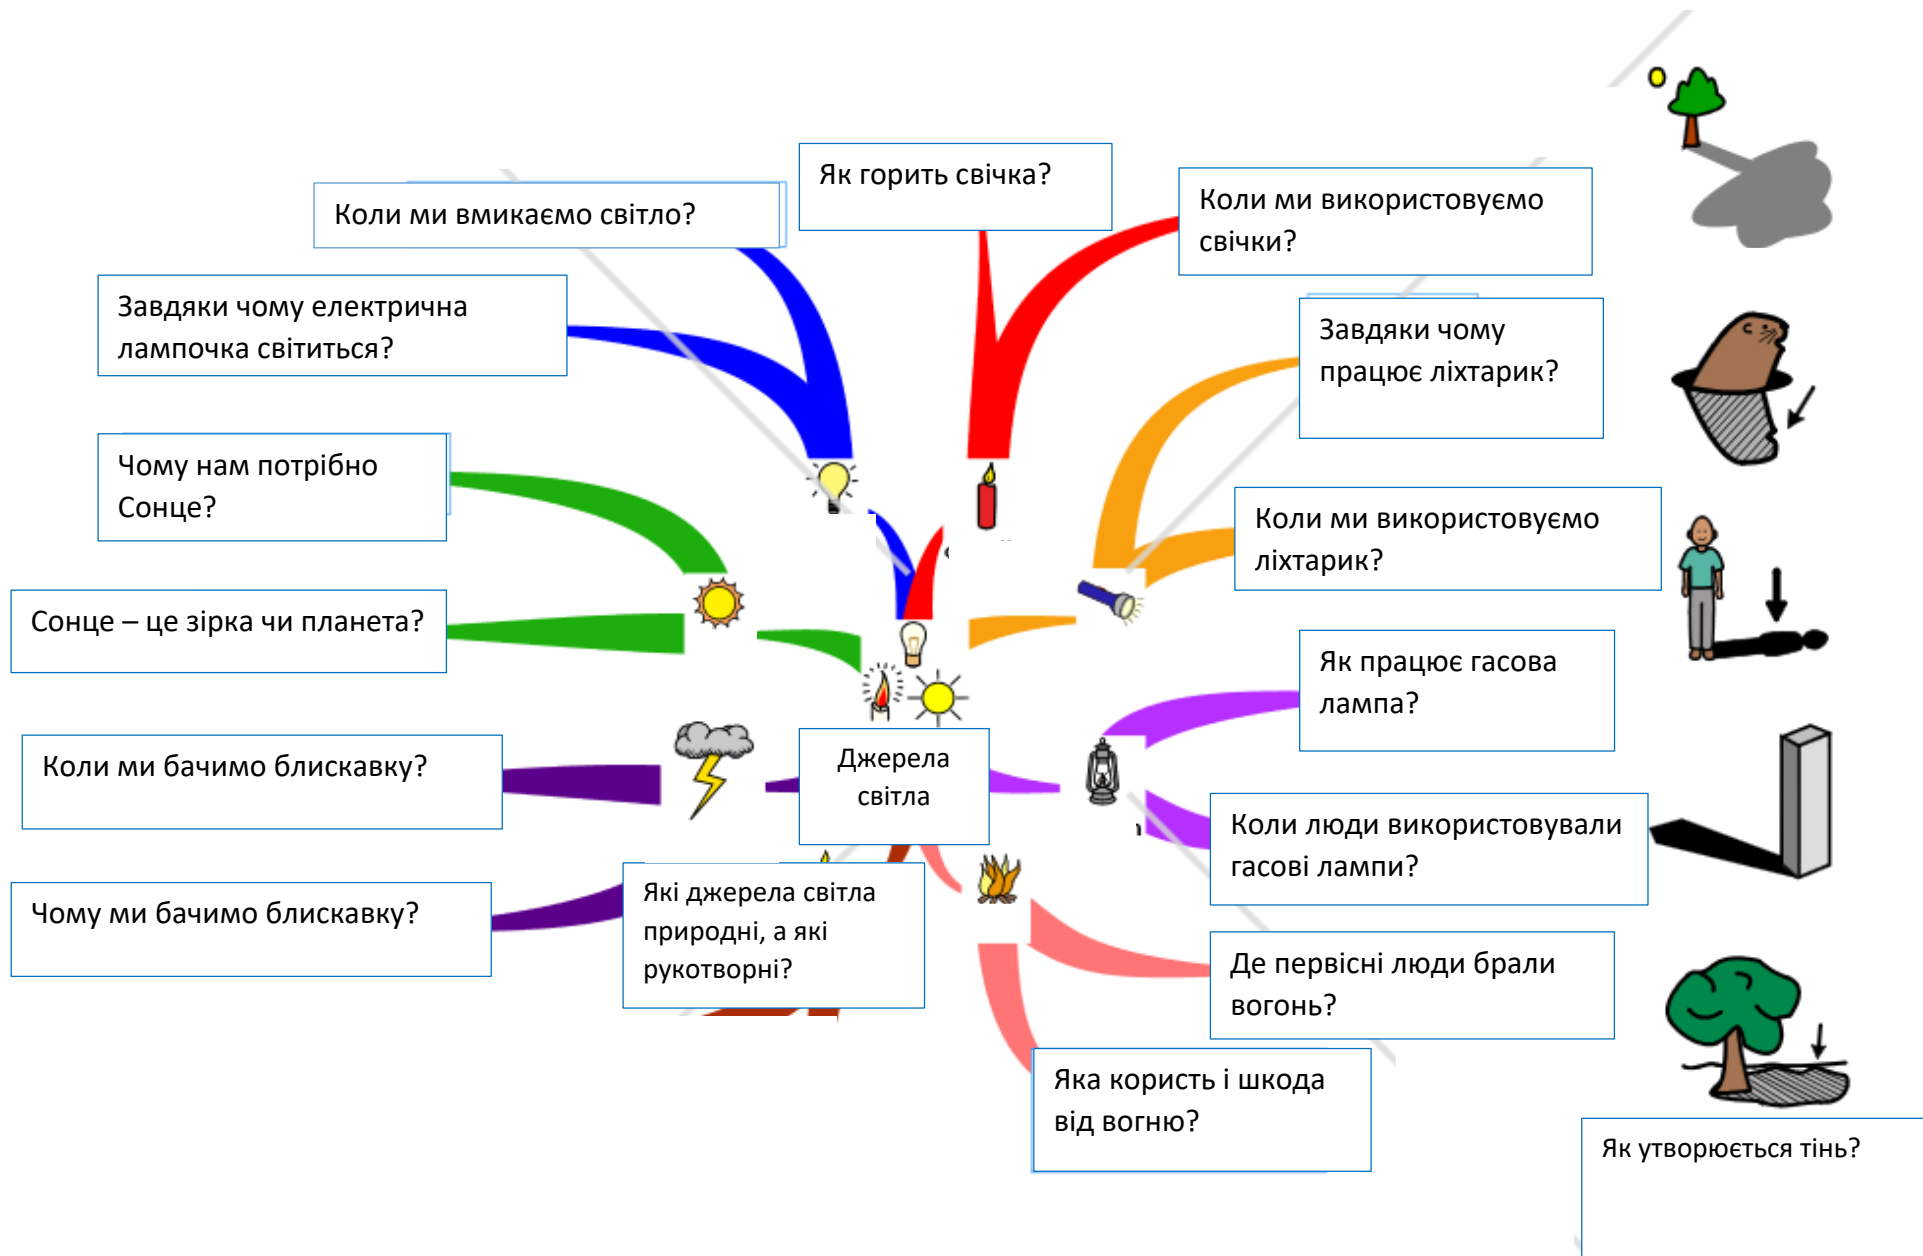 Як горить свічка?
Коли ми вмикаємо світло?
Коли ми використовуємо
свічки?
Завдяки чому електрична
лампочка світиться?
Завдяки чому
працює ліхтарик?
Чому нам потрібно
Сонце?
Коли ми використовуємо
ліхтарик?
Сонце – це зірка чи планета?
Як працює гасова
лампа?
Коли ми бачимо блискавку?
Джерела
світла
Коли люди використовували
гасові лампи?
Чому ми бачимо блискавку?
Які джерела світла
природні, а які
рукотворні?
Де первісні люди брали
вогонь?
Яка користь і шкода
від вогню?
Як утворюється тінь?